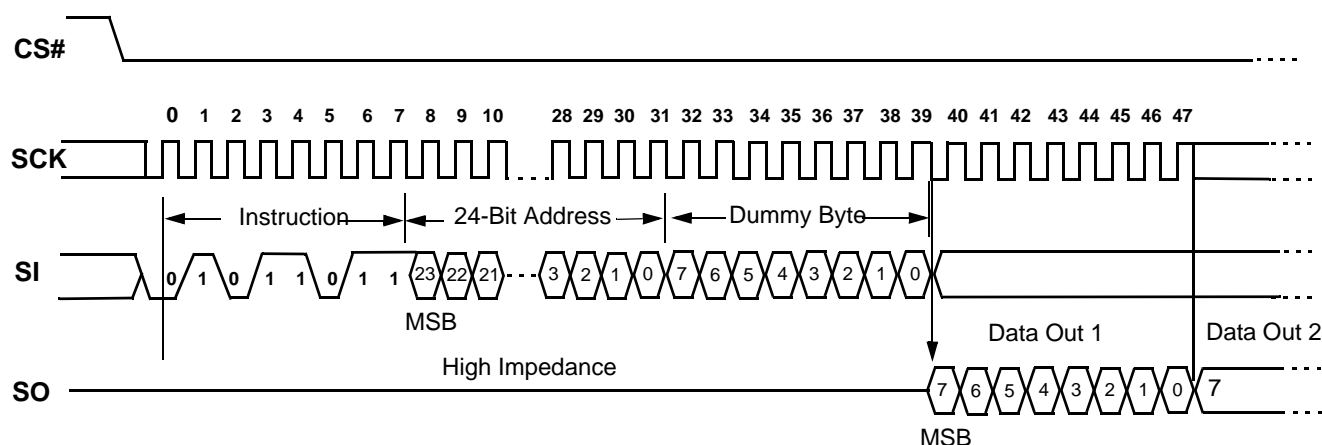 CS#
0 1 2 3 4 5 6 7 8 9 10 28 29 30 31 32 33 34 35 36 37 38 39 40 41 42 43 44 45 46 47
SCK
Instruction 24-Bit Address Dummy Byte
SI 0 1 0 1 1 0 1 1 23 22 21 3 2 1 0 7 6 5 4 3 2 1 0
MSB
Data Out 1 Data Out 2
High Impedance
SO 7 6 5 4 3 2 1 0 7
MSB